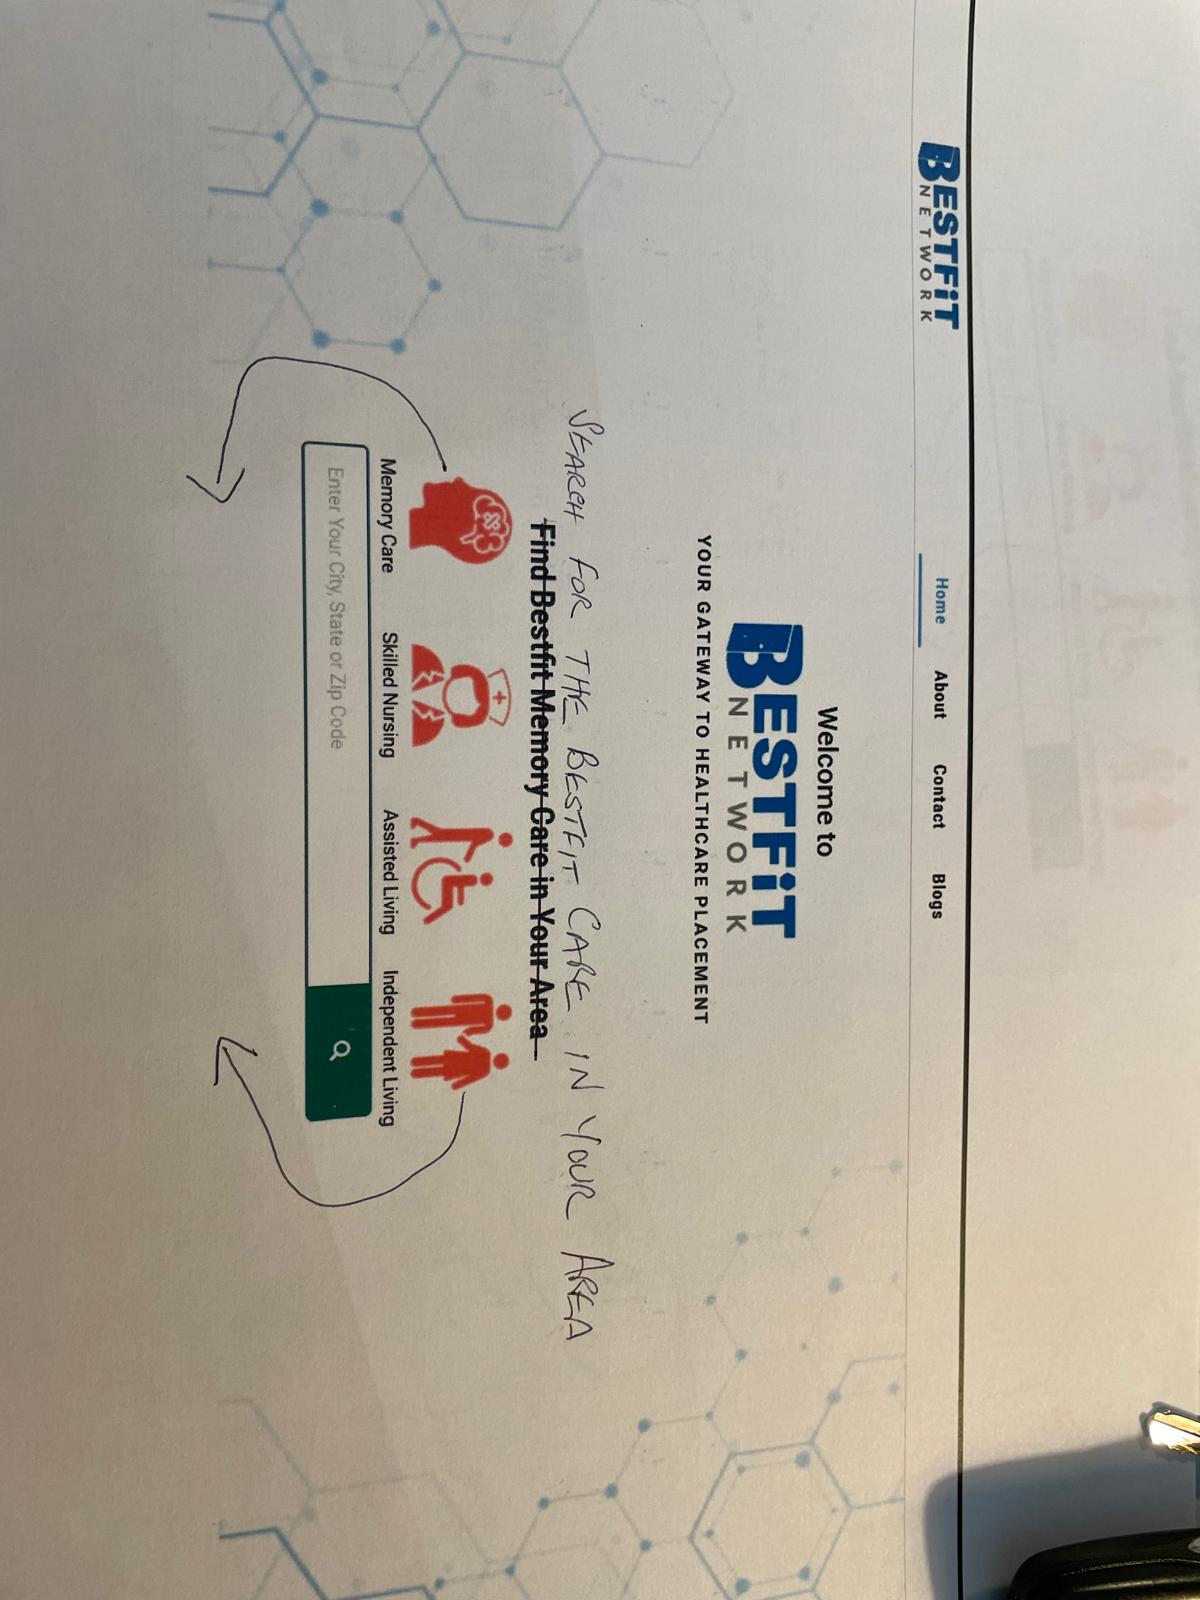 BESTFiT
NETWORK
Home About Contact Blogs
Welcome to
BESTFiT
NETWORK
YOUR GATEWAY TO HEALTHCARE PLACEMENT
SEARCH FOR THE BESTFIT CARE IN YOUR AREA
Find Bestfit Memory Care in Your Area
Memory Care Skilled Nursing Assisted Living Independent Living
Enter Your City, State or Zip Code